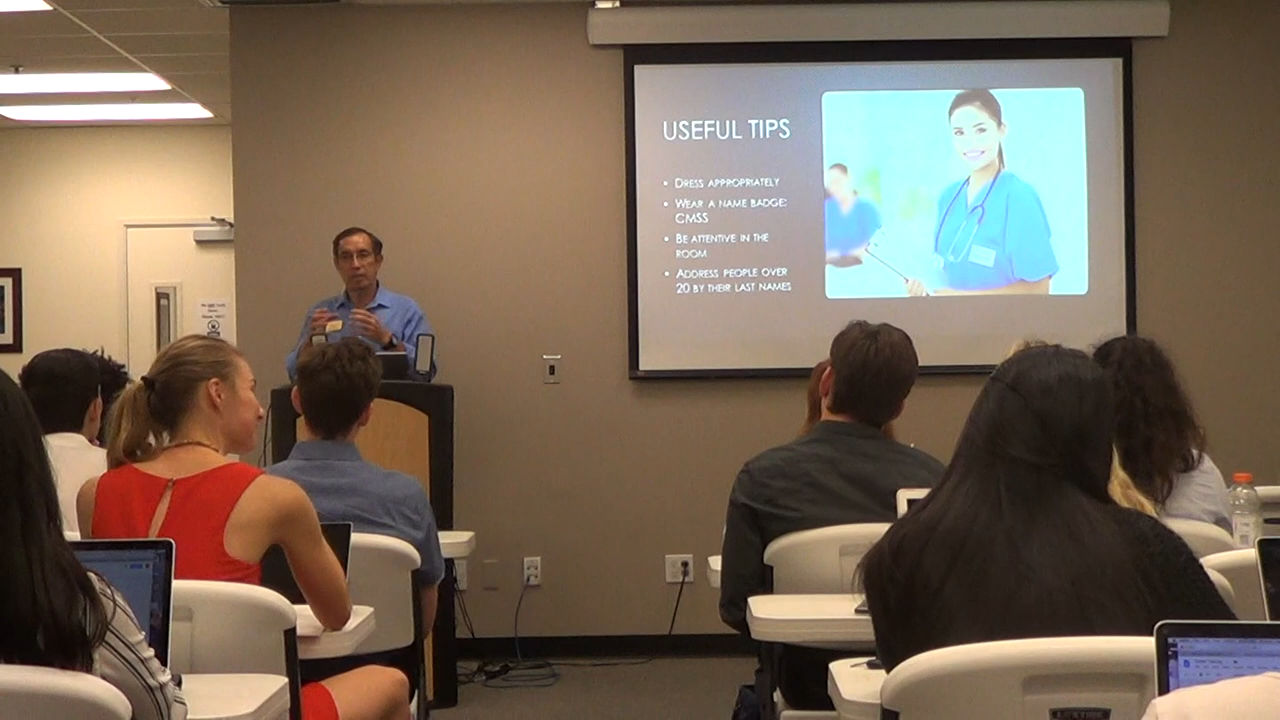 USEFUL TIPS
• DRESS APPROPRIATELY
• WEAR A NAME BADGE:
CMSS
• BE ATTENTIVE IN THE
ROOM
• ADDRESS PEOPLE OVER
20 BY THEIR LAST NAMES